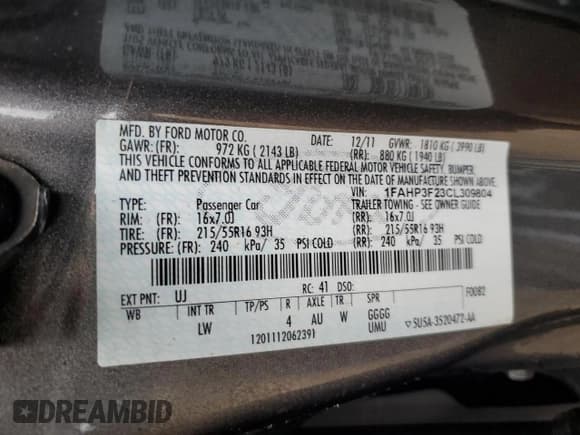 MFD. BY FORD MOTOR CO.
DATE: 12/11 GVWR: 1810 KG ( 3990 LB)
GAWR: (FR): 972 KG ( 2143 LB) (RR): 880 KG ( 1940 LB)
THIS VEHICLE CONFORMS TO ALL APPLICABLE FEDERAL MOTOR VEHICLE SAFETY, BUMPER,
AND THEFT PREVENTION STANDARDS IN EFFECT ON THE DATE OF MANUFACTURE SHOWN ABOVE.
VIN: 1FAHP3F23CL309804
TYPE: Passenger Car TRAILER TOWING - SEE OWNER GUIDE
RIM: (FR): 16x7.0J (RR): 16x7.0J
TIRE: (FR): 215/55R16 93H (RR): 215/55R16 93H
PRESSURE: (FR): 240 kPa/ 35 PSI COLD (RR): 240 kPa/ 35 PSI COLD
EXT PNT: UJ RC: 41 DSO: F0082
WB INT TR TP/PS R AXLE TR SPR
LW 4 AU W GGGG
UMU
1201112062391
▽ 5U5A-3520472-AA
DREAMBID